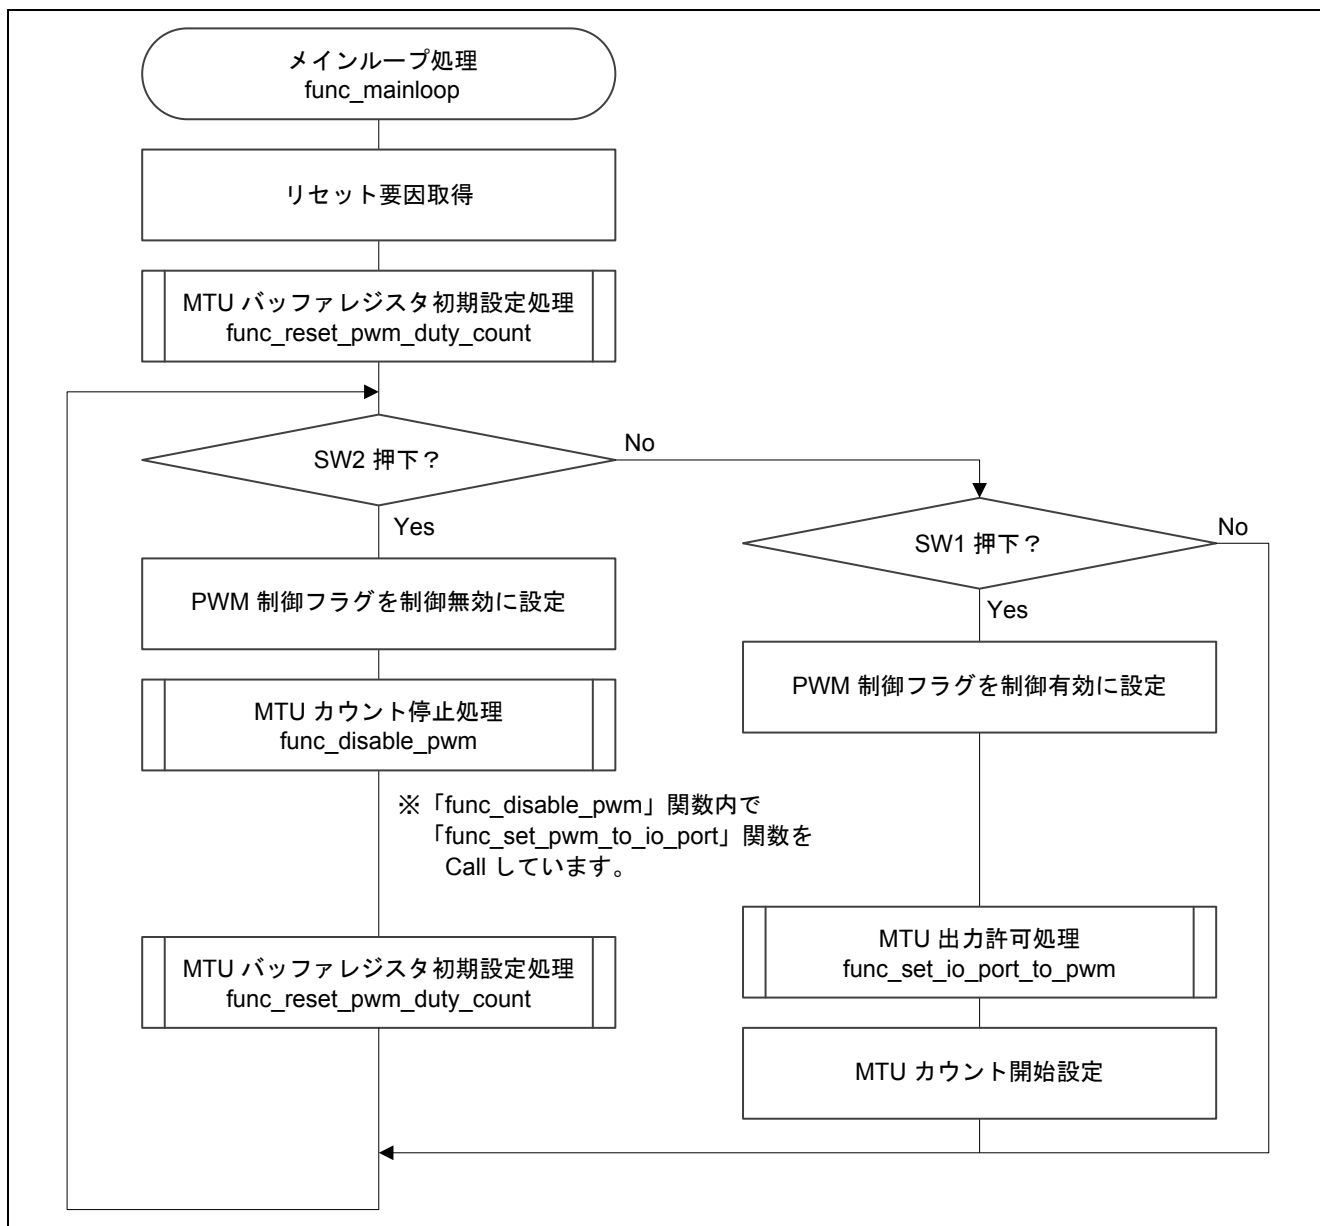 メインループ処理
func_mainloop
リセット要因取得
MTU バッファレジスタ初期設定処理
func_reset_pwm_duty_count
SW2 押下？
No
Yes
PWM 制御フラグを制御無効に設定
MTU カウント停止処理
func_disable_pwm
※「func_disable_pwm」関数内で
「func_set_pwm_to_io_port」関数を
Call しています。
MTU バッファレジスタ初期設定処理
func_reset_pwm_duty_count
SW1 押下？
No
Yes
PWM 制御フラグを制御有効に設定
MTU 出力許可処理
func_set_io_port_to_pwm
MTU カウント開始設定